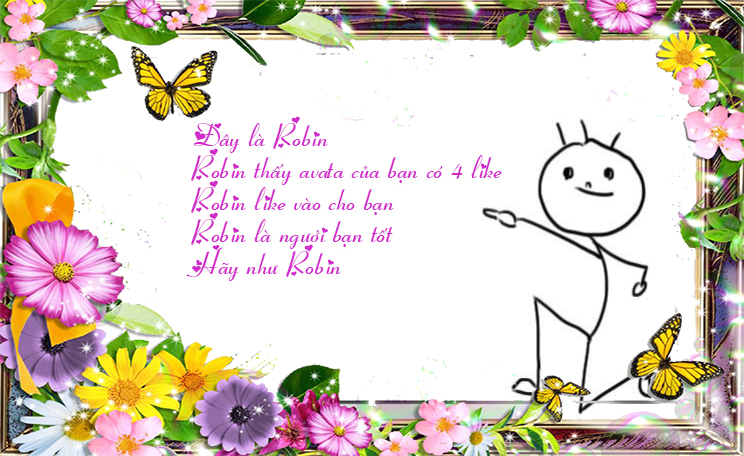 Đây là Robin
Robin thấy avata của bạn có 4 like
Robin like vào cho bạn
Robin là người bạn tốt
Hãy như Robin